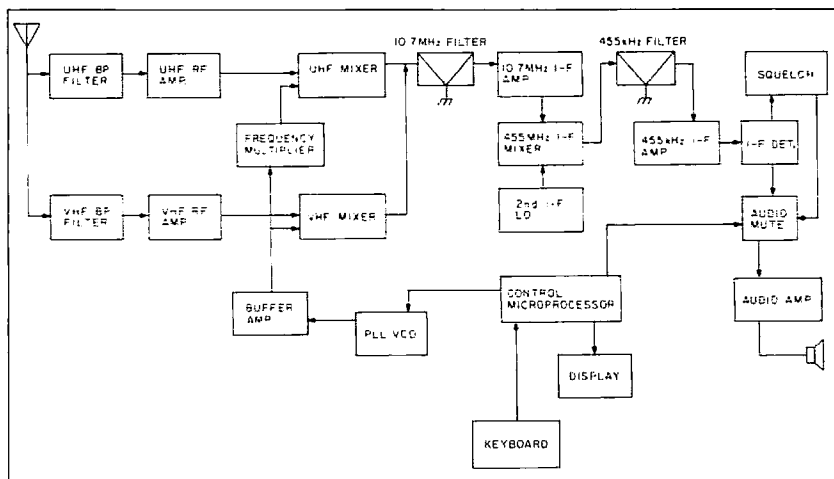 10.7MHz FILTER
455kHz FILTER
UHF BP
FILTER
UHF RF
AMP.
UHF MIXER
10.7MHz I-F
AMP
SQUELCH
FREQUENCY
MULTIPLIER
455MHz I-F
MIXER
455kHz I-F
AMP
I-F DET.
VHF BP
FILTER
VHF RF
AMP
VHF MIXER
2nd I-F
LO
AUDIO
MUTE
BUFFER
AMP
PLL VCO
CONTROL
MICROPROCESSOR
AUDIO AMP
DISPLAY
KEYBOARD